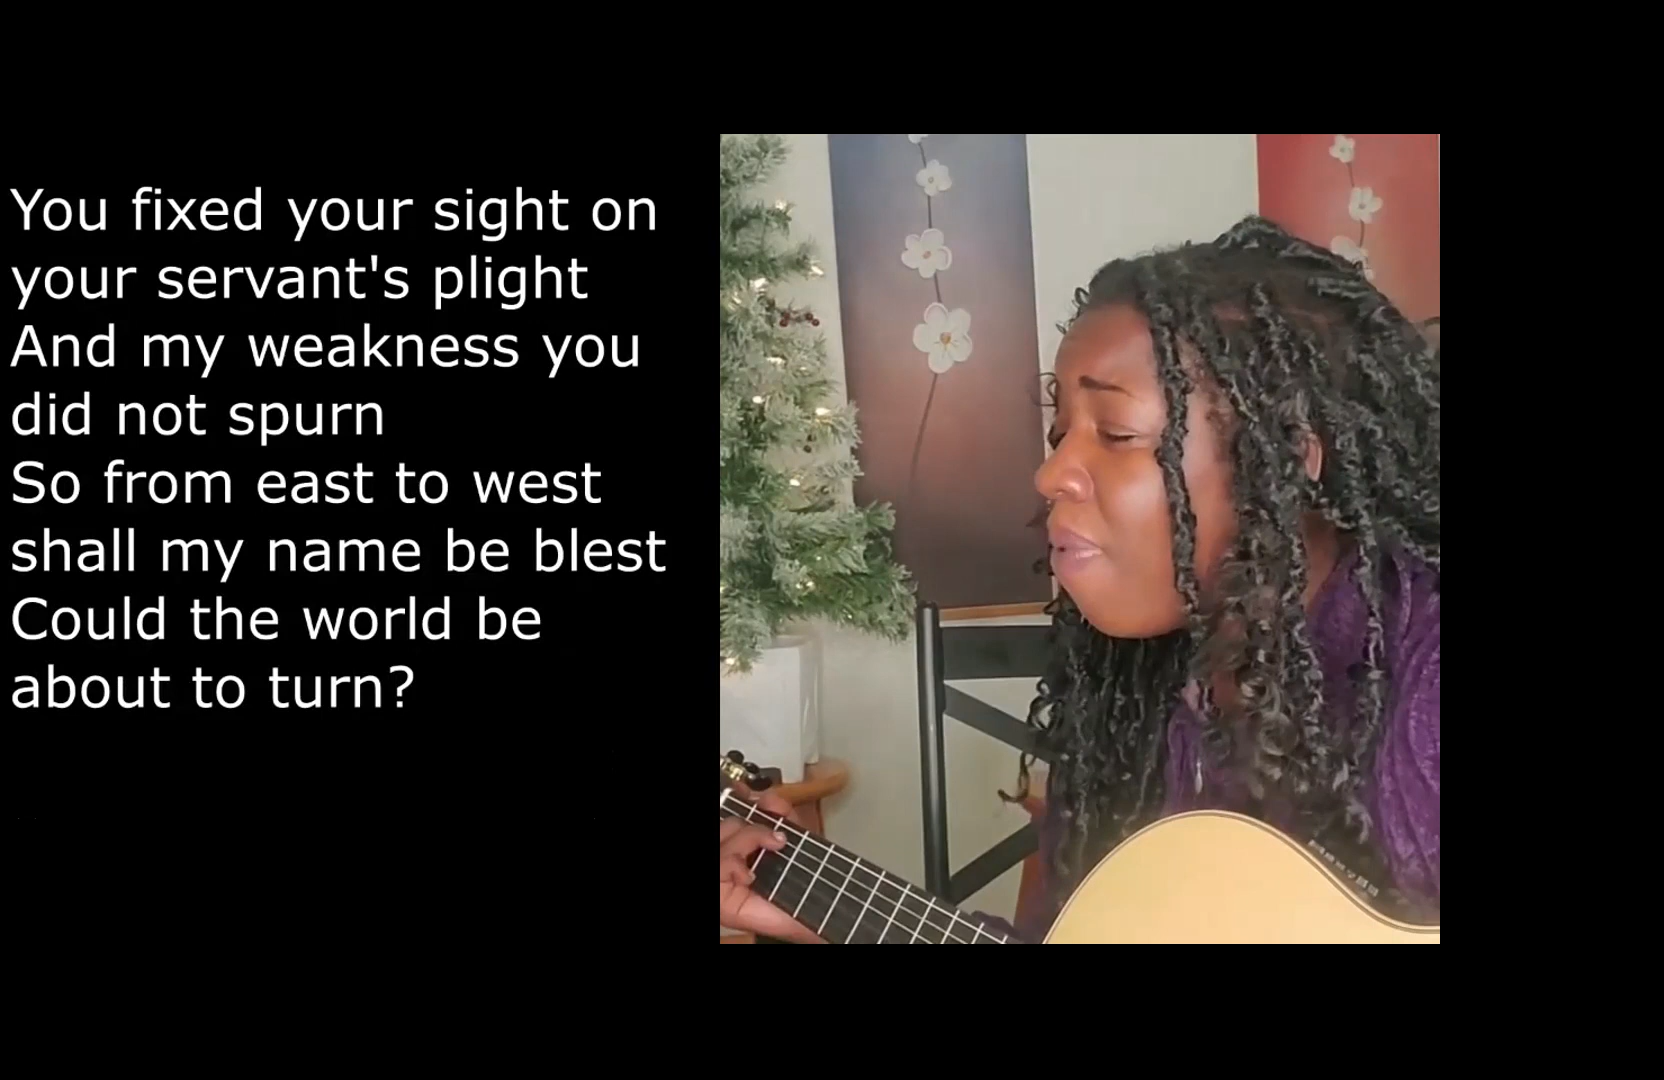 You fixed your sight on
your servant's plight
And my weakness you
did not spurn
So from east to west
shall my name be blest
Could the world be
about to turn?